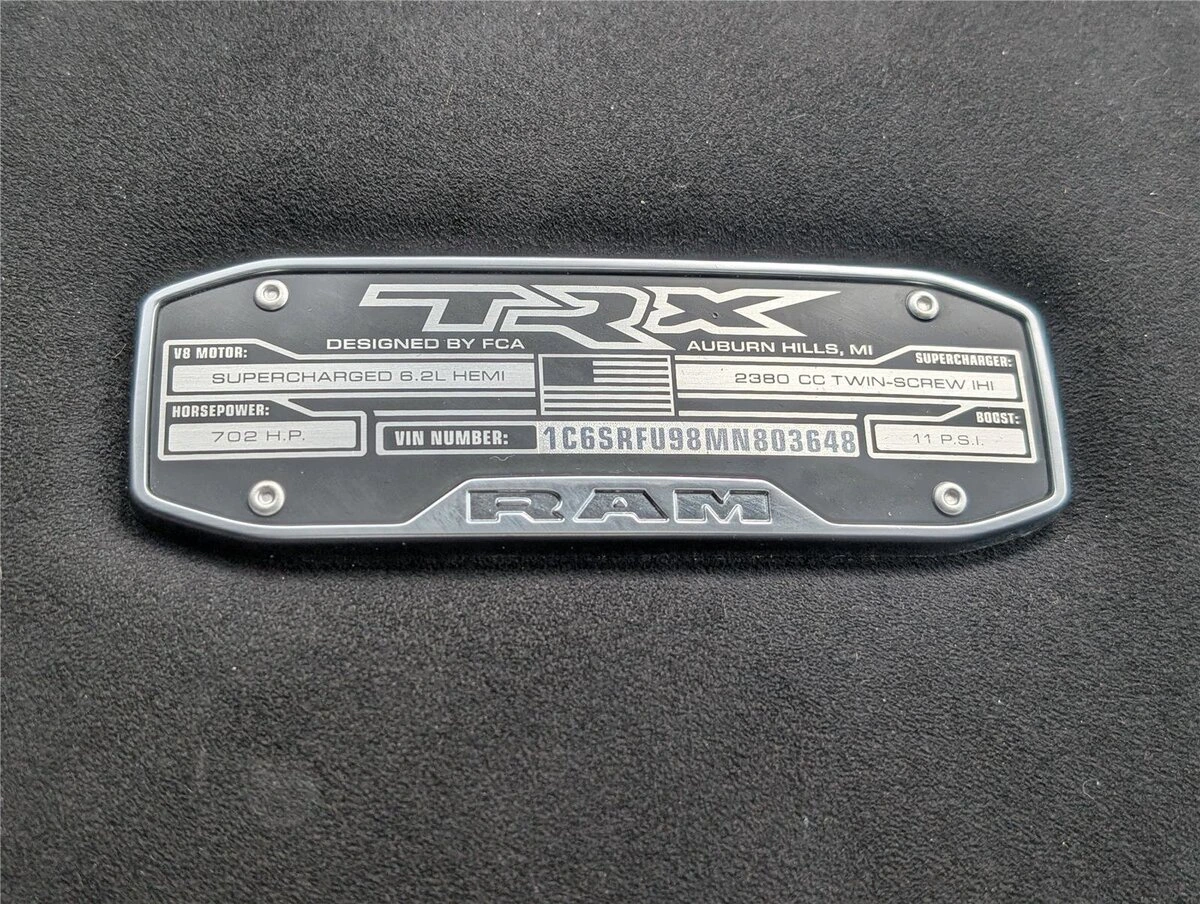 TRX
DESIGNED BY FCA AUBURN HILLS, MI
V8 MOTOR: SUPERCHARGER:
SUPERCHARGED 6.2L HEMI 2380 CC TWIN-SCREW IHI
HORSEPOWER: BOOST:
702 H.P. VIN NUMBER: 1C6SRFU98MN803648 11 P.S.I.
RAM